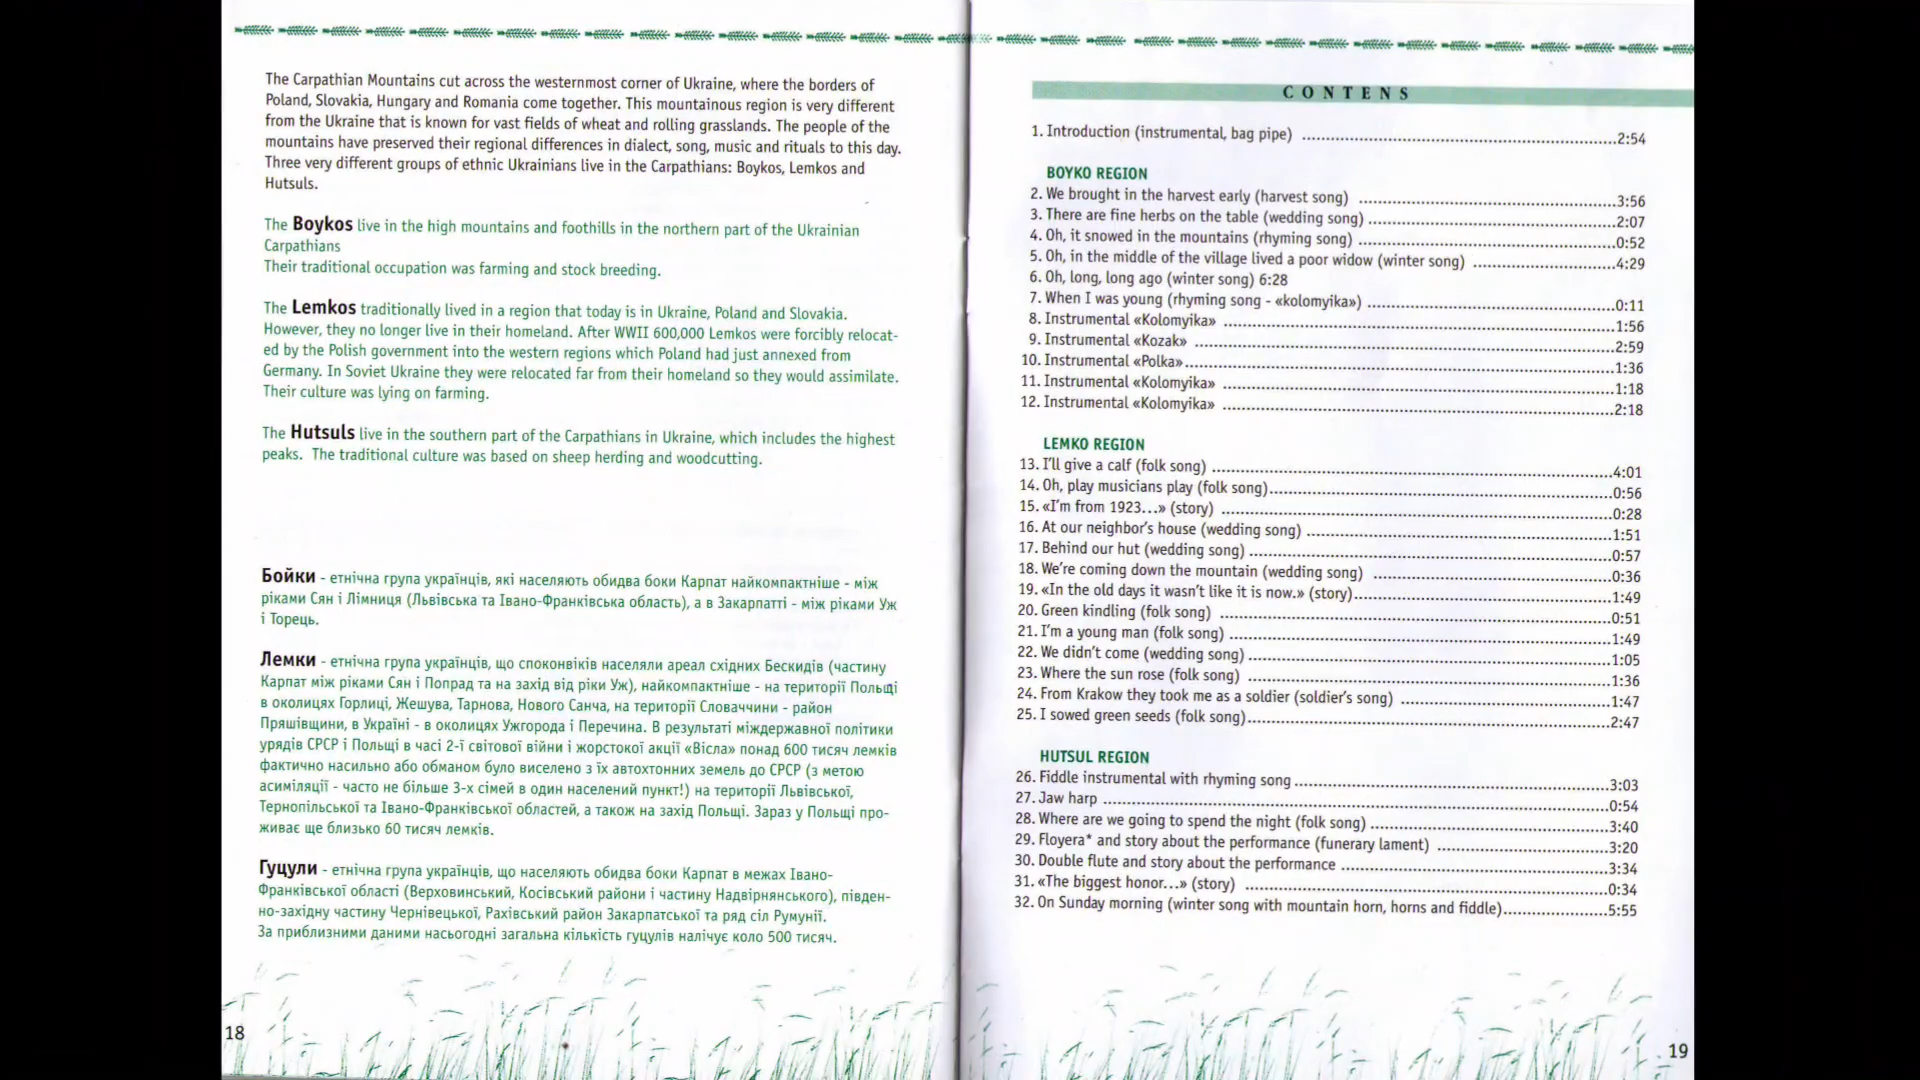 The Carpathian Mountains cut across the westernmost corner of Ukraine, where the borders of
Poland, Slovakia, Hungary and Romania come together. This mountainous region is very different
from the Ukraine that is known for vast fields of wheat and rolling grasslands. The people of the
mountains have preserved their regional differences in dialect, song, music and rituals to this day.
Three very different groups of ethnic Ukrainians live in the Carpathians: Boykos, Lemkos and
Hutsuls.
The Boykos live in the high mountains and foothills in the northern part of the Ukrainian
Carpathians
Their traditional occupation was farming and stock breeding.
The Lemkos traditionally lived in a region that today is in Ukraine, Poland and Slovakia.
However, they no longer live in their homeland. After WWII 600,000 Lemkos were forcibly relocat-
ed by the Polish government into the western regions which Poland had just annexed from
Germany. In Soviet Ukraine they were relocated far from their homeland so they would assimilate.
Their culture was lying on farming.
The Hutsuls live in the southern part of the Carpathians in Ukraine, which includes the highest
peaks. The traditional culture was based on sheep herding and woodcutting.
Бойки - етнічна група українців, які населяють обидва боки Карпат найкомпактніше - між
ріками Сян і Лімниця (Львівська та Івано-Франківська область), а в Закарпатті - між ріками Уж
і Торець.
Лемки - етнічна група українців, що споконвіків населяли ареал східних Бескидів (частину
Карпат між ріками Сян і Попрад та на захід від ріки Уж), найкомпактніше - на території Польщі
в околицях Горлиці, Жешува, Тарнова, Нового Санча, на території Словаччини - район
Пряшівщини, в Україні - в околицях Ужгорода і Перечина. В результаті міждержавної політики
урядів СРСР і Польщі в часі 2-ї світової війни і жорстокої акції «Вісла» понад 600 тисяч лемків
фактично насильно або обманом було виселено з їх автохтонних земель до СРСР (з метою
асиміляції - часто не більше 3-х сімей в один населений пункт!) на території Львівської,
Тернопільської та Івано-Франківської областей, а також на захід Польщі. Зараз у Польщі про-
живає ще близько 60 тисяч лемків.
Гуцули - етнічна група українців, що населяють обидва боки Карпат в межах Івано-
Франківської області (Верховинський, Косівський райони і частину Надвірнянського), півден-
но-західну частину Чернівецької, Рахівський район Закарпатської та ряд сіл Румунії.
За приблизними даними насьогодні загальна кількість гуцулів налічує коло 500 тисяч.
18
CONTENS
1. Introduction (instrumental, bag pipe) ..........2:54
BOYKO REGION
2. We brought in the harvest early (harvest song) ..........3:56
3. There are fine herbs on the table (wedding song) ..........2:07
4. Oh, it snowed in the mountains (rhyming song) ..........0:52
5. Oh, in the middle of the village lived a poor widow (winter song) ..........4:29
6. Oh, long, long ago (winter song) 6:28
7. When I was young (rhyming song - «kolomyika») ..........0:11
8. Instrumental «Kolomyika» ..........1:56
9. Instrumental «Kozak» ..........2:59
10. Instrumental «Polka»..........1:36
11. Instrumental «Kolomyika» ..........1:18
12. Instrumental «Kolomyika» ..........2:18
LEMKO REGION
13. I'll give a calf (folk song) ..........4:01
14. Oh, play musicians play (folk song)..........0:56
15. «I'm from 1923...» (story) ..........0:28
16. At our neighbor's house (wedding song) ..........1:51
17. Behind our hut (wedding song) ..........0:57
18. We're coming down the mountain (wedding song) ..........0:36
19. «In the old days it wasn't like it is now.» (story)..........1:49
20. Green kindling (folk song) ..........0:51
21. I'm a young man (folk song) ..........1:49
22. We didn't come (wedding song) ..........1:05
23. Where the sun rose (folk song) ..........1:36
24. From Krakow they took me as a soldier (soldier's song) ..........1:47
25. I sowed green seeds (folk song)..........2:47
HUTSUL REGION
26. Fiddle instrumental with rhyming song ..........3:03
27. Jaw harp ..........0:54
28. Where are we going to spend the night (folk song) ..........3:40
29. Floyera* and story about the performance (funerary lament) ..........3:20
30. Double flute and story about the performance ..........3:34
31. «The biggest honor...» (story) ..........0:34
32. On Sunday morning (winter song with mountain horn, horns and fiddle)..........5:55
19